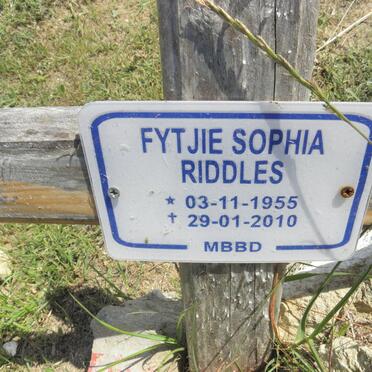 FYTJIE SOPHIA
RIDDLES
★ 03-11-1955
✝ 29-01-2010
MBBD